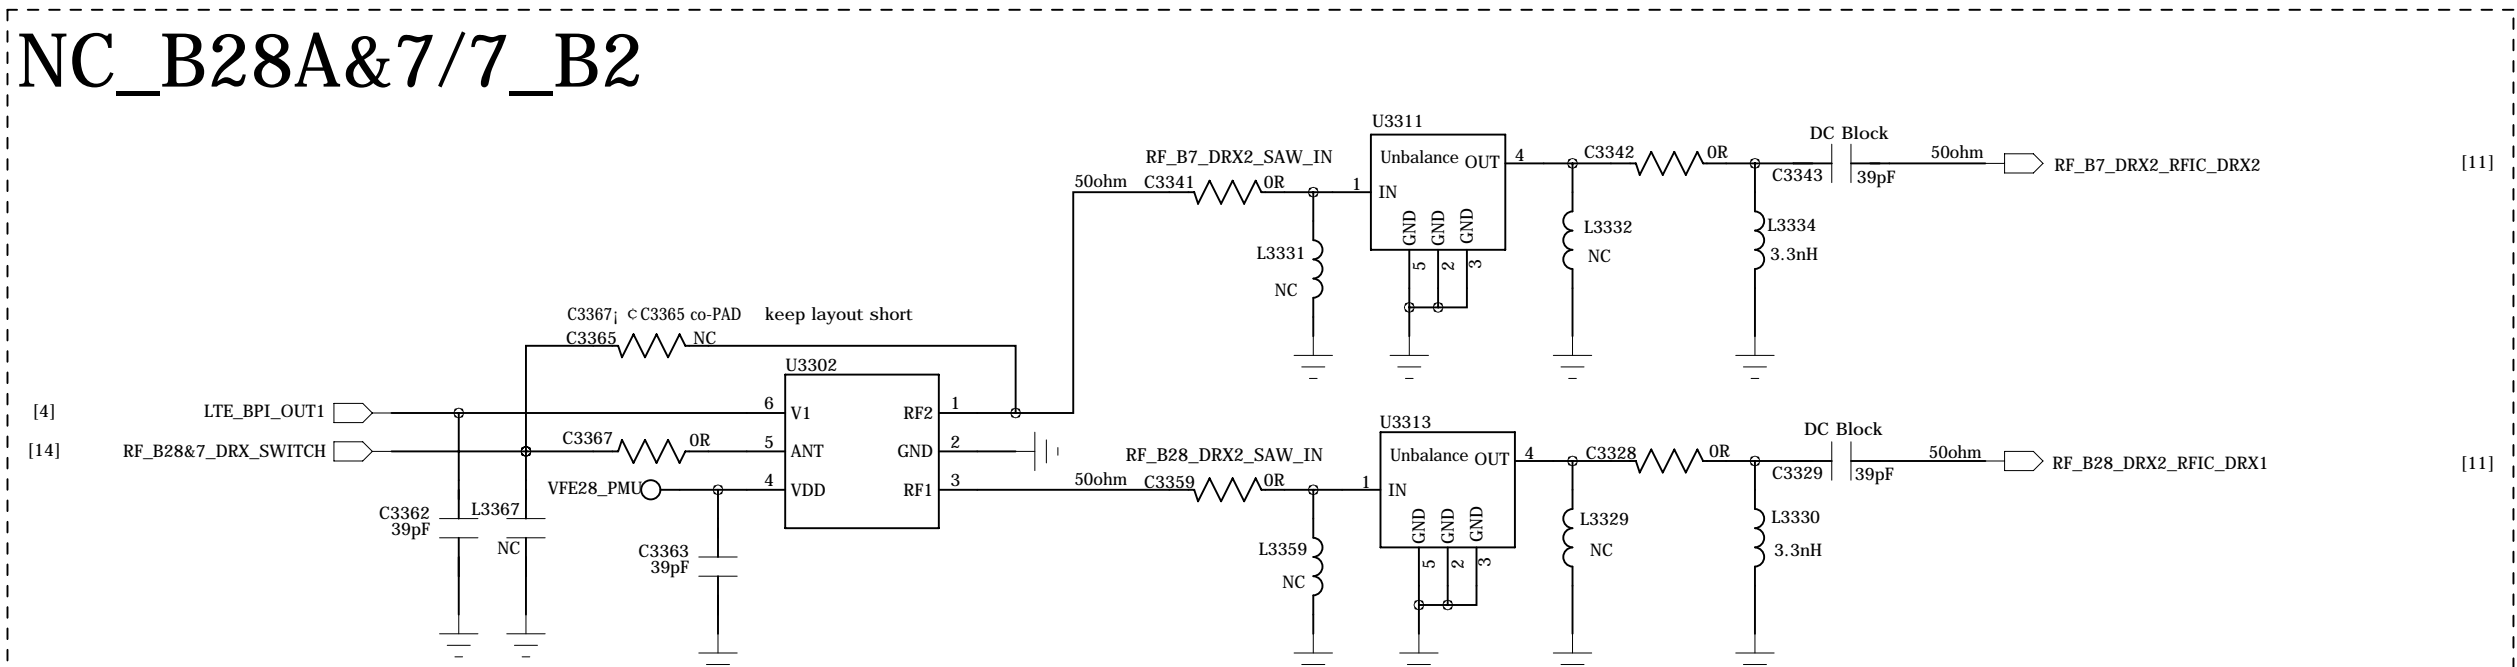 NC_B28A&7/7_B2
U3311
RF_B7_DRX2_SAW_IN
50ohm
C3341
0R
1
IN
Unbalance
OUT
4
GND
GND
GND
5
2
3
L3331
NC
C3342
0R
L3332
NC
DC Block
C3343
39pF
L3334
3.3nH
50ohm
RF_B7_DRX2_RFIC_DRX2
[11]
C3367¡ ¢C3365 co-PAD
keep layout short
C3365
NC
U3302
[4]
LTE_BPI_OUT1
6
V1
RF2
1
[14]
RF_B28&7_DRX_SWITCH
C3367
0R
5
ANT
GND
2
VFE28_PMU
4
VDD
RF1
3
C3362
39pF
L3367
NC
C3363
39pF
U3313
RF_B28_DRX2_SAW_IN
50ohm
C3359
0R
1
IN
Unbalance
OUT
4
GND
GND
GND
5
2
3
L3359
NC
C3328
0R
L3329
NC
DC Block
C3329
39pF
L3330
3.3nH
50ohm
RF_B28_DRX2_RFIC_DRX1
[11]